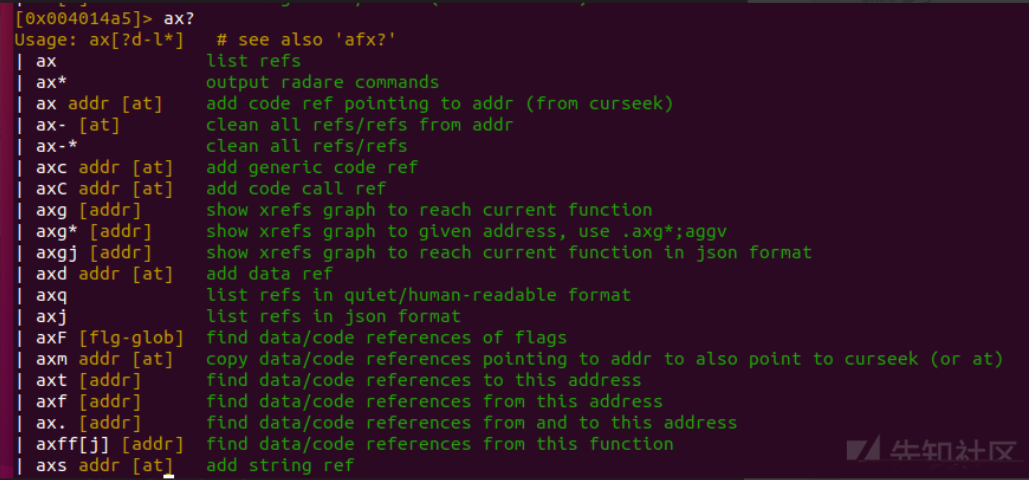 [0x004014a5]> ax?
Usage: ax[?d-l*]   # see also 'afx?'
| ax              list refs
| ax*             output radare commands
| ax addr [at]    add code ref pointing to addr (from curseek)
| ax- [at]        clean all refs/refs from addr
| ax-*            clean all refs/refs
| axc addr [at]   add generic code ref
| axC addr [at]   add code call ref
| axg [addr]      show xrefs graph to reach current function
| axg* [addr]     show xrefs graph to given address, use .axg*;aggv
| axgj [addr]     show xrefs graph to reach current function in json format
| axd addr [at]   add data ref
| axq             list refs in quiet/human-readable format
| axj             list refs in json format
| axF [flg-glob]  find data/code references of flags
| axm addr [at]   copy data/code references pointing to addr to also point to curseek (or at)
| axt [addr]      find data/code references to this address
| axf [addr]      find data/code references from this address
| ax. [addr]      find data/code references from and to this address
| axff[j] [addr]  find data/code references from this function
| axs addr [at]   add string ref
先知社区